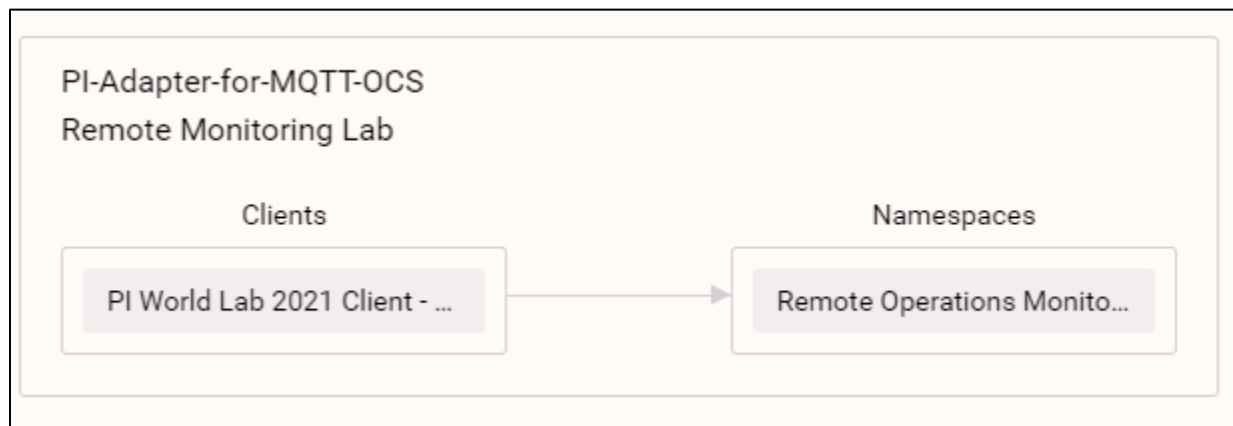 PI-Adapter-for-MQTT-OCS
Remote Monitoring Lab
Clients
Namespaces
PI World Lab 2021 Client - ...
Remote Operations Monito...